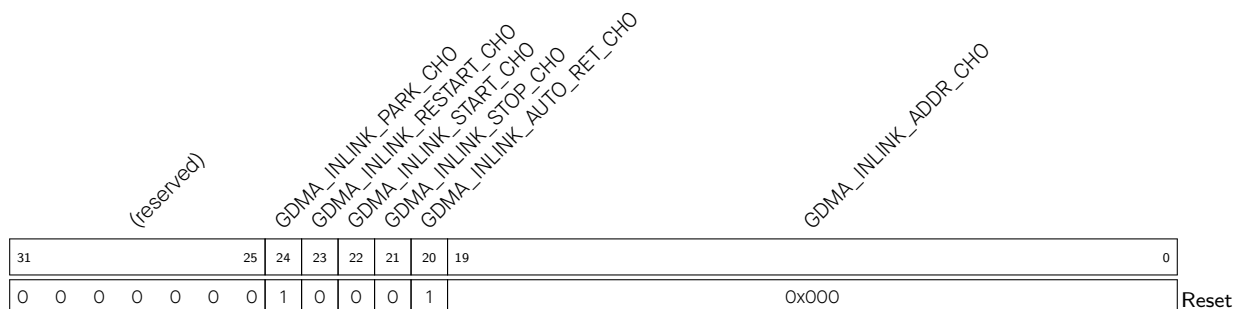 (reserved)
GDMA_INLINK_PARK_CH0
GDMA_INLINK_RESTART_CH0
GDMA_INLINK_START_CH0
GDMA_INLINK_STOP_CH0
GDMA_INLINK_AUTO_RET_CH0
GDMA_INLINK_ADDR_CH0
31 25 24 23 22 21 20 19 0
0 0 0 0 0 0 0 1 0 0 0 1 0x000 Reset